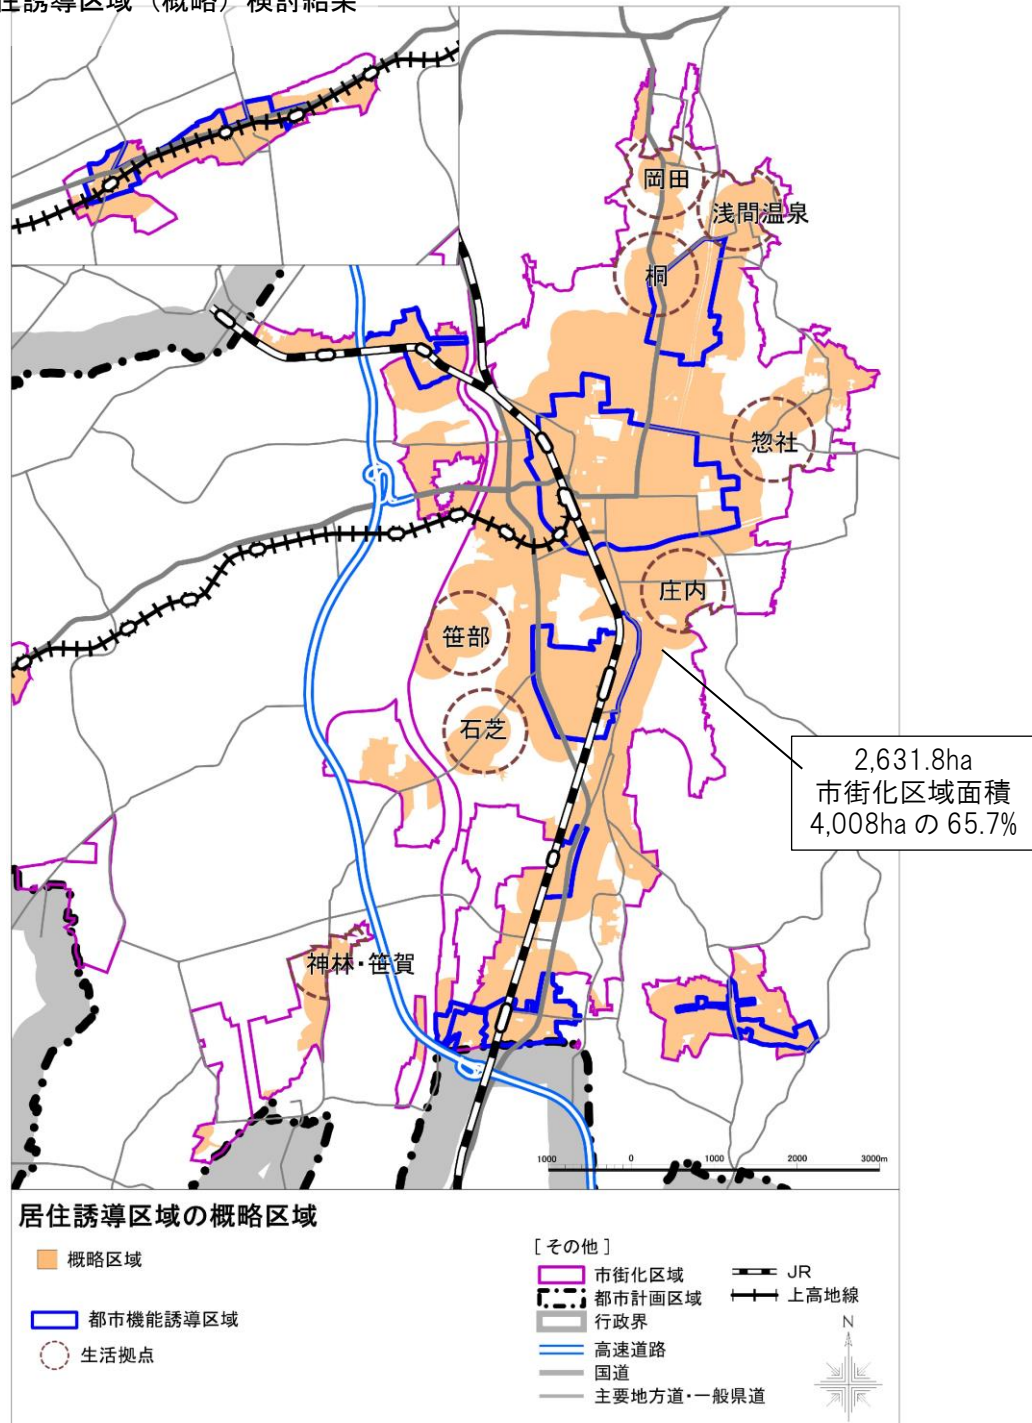 住誘導区域（概略）検討結果
岡田
浅間温泉
桐
惣社
庄内
笹部
石芝
2,631.8ha
市街化区域面積
4,008ha の 65.7%
神林・笹賀
1000 0 1000 2000 3000m
居住誘導区域の概略区域
概略区域
都市機能誘導区域
生活拠点
［その他］
市街化区域
都市計画区域
行政界
高速道路
国道
主要地方道・一般県道
JR
上高地線
N